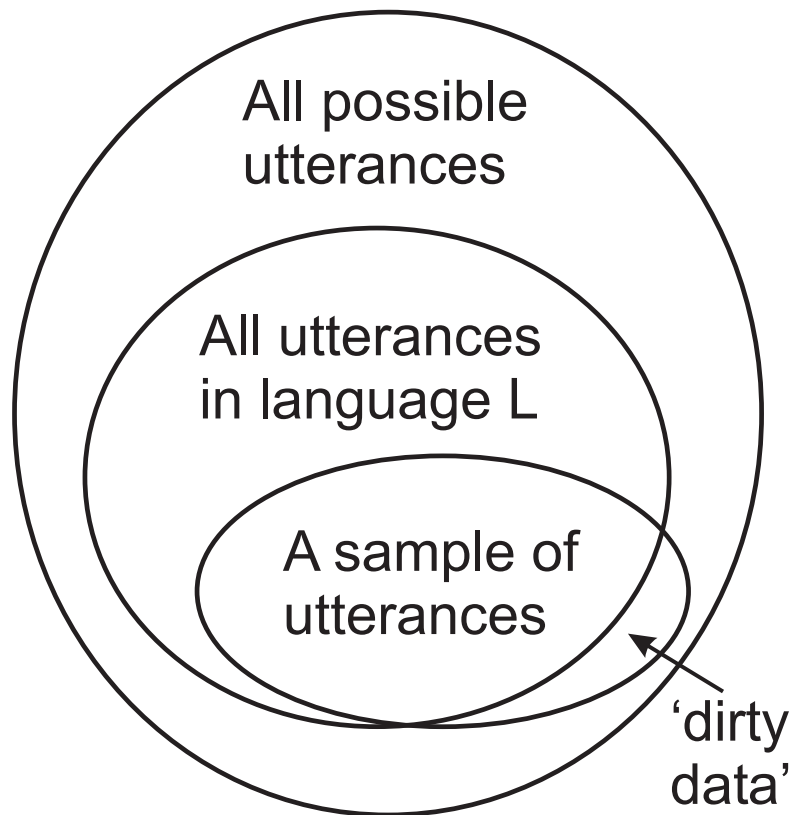 All possible
utterances
All utterances
in language L
A sample of
utterances
‘dirty
data’